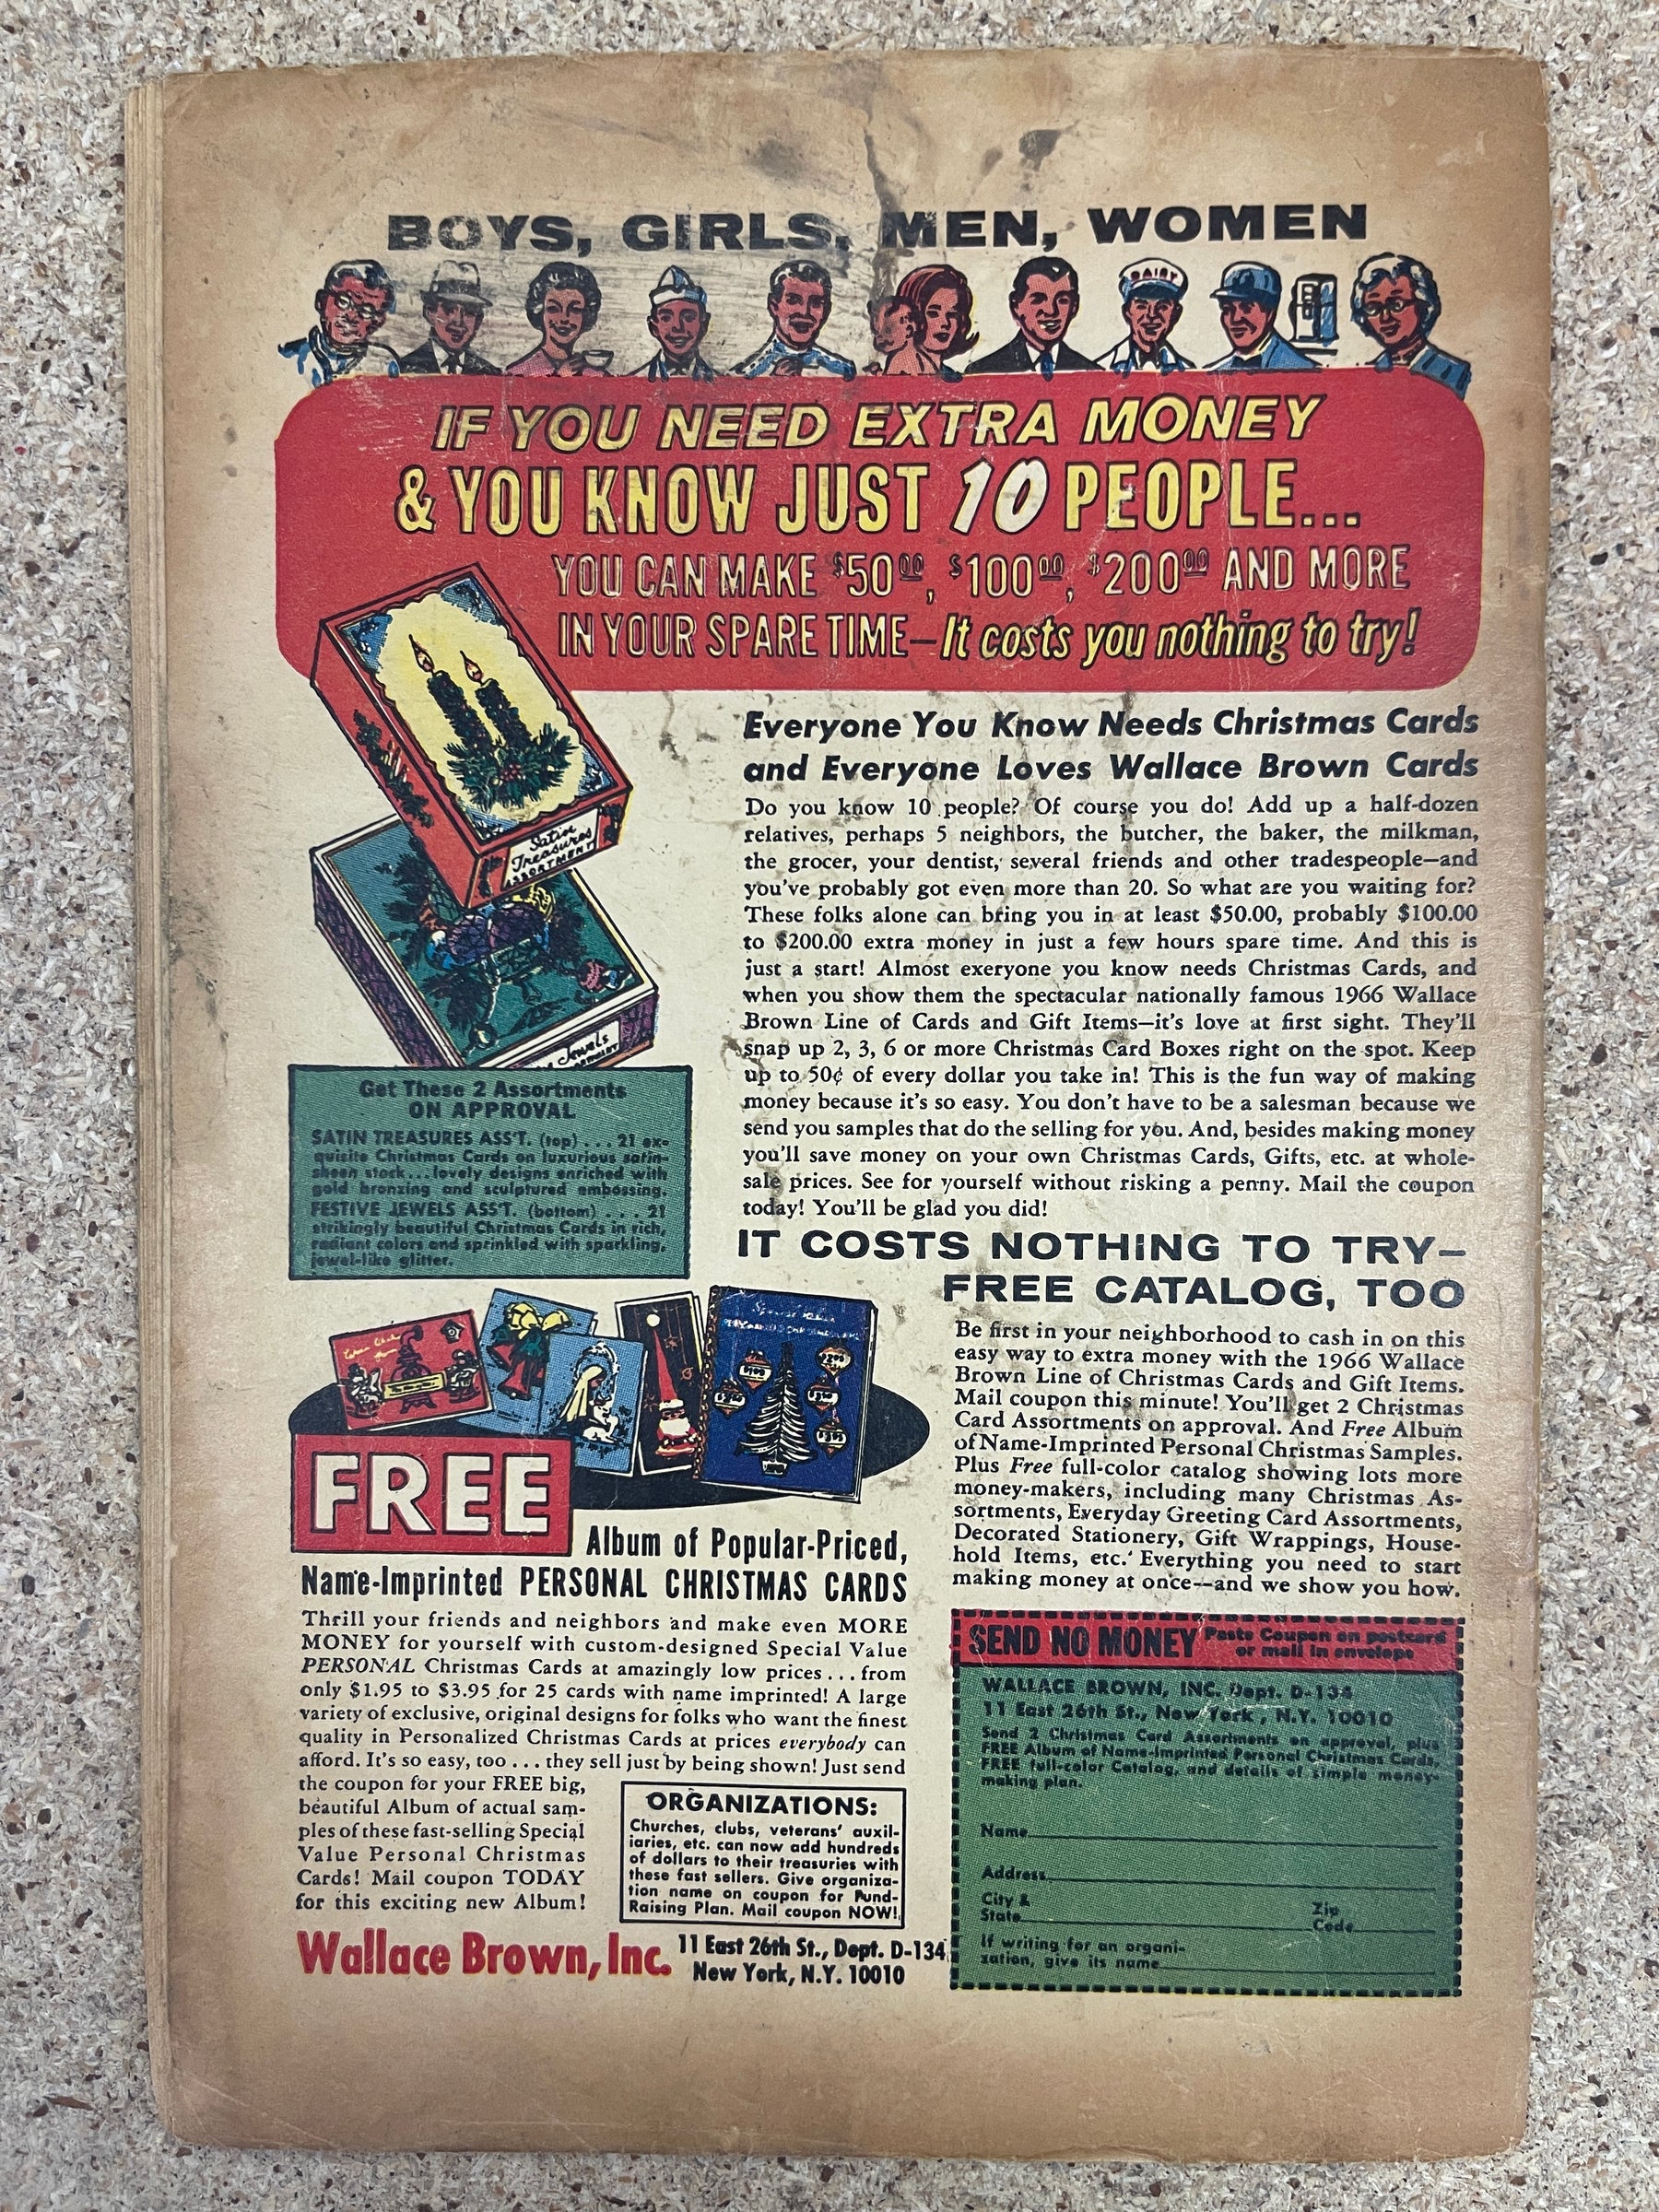 BOYS, GIRLS, MEN, WOMEN
DAIRY
IF YOU NEED EXTRA MONEY
& YOU KNOW JUST 10 PEOPLE...
YOU CAN MAKE $50.00, $100.00, $200.00 AND MORE
IN YOUR SPARE TIME—It costs you nothing to try!
Satin
Treasures
ASSORTMENT
Jewels
Everyone You Know Needs Christmas Cards
and Everyone Loves Wallace Brown Cards
Do you know 10 people? Of course you do! Add up a half-dozen
relatives, perhaps 5 neighbors, the butcher, the baker, the milkman,
the grocer, your dentist, several friends and other tradespeople—and
you've probably got even more than 20. So what are you waiting for?
These folks alone can bring you in at least $50.00, probably $100.00
to $200.00 extra money in just a few hours spare time. And this is
just a start! Almost exeryone you know needs Christmas Cards, and
when you show them the spectacular nationally famous 1966 Wallace
Brown Line of Cards and Gift Items—it's love at first sight. They'll
snap up 2, 3, 6 or more Christmas Card Boxes right on the spot. Keep
up to 50¢ of every dollar you take in! This is the fun way of making
money because it's so easy. You don't have to be a salesman because we
send you samples that do the selling for you. And, besides making money
you'll save money on your own Christmas Cards, Gifts, etc. at whole-
sale prices. See for yourself without risking a penny. Mail the coupon
today! You'll be glad you did!
Get These 2 Assortments
ON APPROVAL
SATIN TREASURES ASS'T. (top) . . . 21 ex-
quisite Christmas Cards on luxurious satin-
sheen stock...lovely designs enriched with
gold bronzing and sculptured embossing.
FESTIVE JEWELS ASS'T. (bottom) . . . 21
strikingly beautiful Christmas Cards in rich,
radiant colors and sprinkled with sparkling,
jewel-like glitter.
IT COSTS NOTHING TO TRY—
FREE CATALOG, TOO
Be first in your neighborhood to cash in on this
easy way to extra money with the 1966 Wallace
Brown Line of Christmas Cards and Gift Items.
Mail coupon this minute! You'll get 2 Christmas
Card Assortments on approval. And Free Album
of Name-Imprinted Personal Christmas Samples.
Plus Free full-color catalog showing lots more
money-makers, including many Christmas As-
sortments, Everyday Greeting Card Assortments,
Decorated Stationery, Gift Wrappings, House-
hold Items, etc. Everything you need to start
making money at once—and we show you how.
FREE
Album of Popular-Priced,
Name-Imprinted PERSONAL CHRISTMAS CARDS
Thrill your friends and neighbors and make even MORE
MONEY for yourself with custom-designed Special Value
PERSONAL Christmas Cards at amazingly low prices . . . from
only $1.95 to $3.95 for 25 cards with name imprinted! A large
variety of exclusive, original designs for folks who want the finest
quality in Personalized Christmas Cards at prices everybody can
afford. It's so easy, too . . . they sell just by being shown! Just send
the coupon for your FREE big,
beautiful Album of actual sam-
ples of these fast-selling Special
Value Personal Christmas
Cards! Mail coupon TODAY
for this exciting new Album!
ORGANIZATIONS:
Churches, clubs, veterans' auxil-
iaries, etc. can now add hundreds
of dollars to their treasuries with
these fast sellers. Give organiza-
tion name on coupon for Fund-
Raising Plan. Mail coupon NOW!
Wallace Brown, Inc.
11 East 26th St., Dept. D-134
New York, N.Y. 10010
SEND NO MONEY Paste Coupon on postcard
or mail in envelope
WALLACE BROWN, INC. Dept. D-134
11 East 26th St., New York, N.Y. 10010
Send 2 Christmas Card Assortments on approval, plus
FREE Album of Name-Imprinted Personal Christmas Cards,
FREE full-color Catalog, and details of simple money-
making plan.
Name
Address
City &
State
Zip
Code
If writing for an organi-
zation, give its name